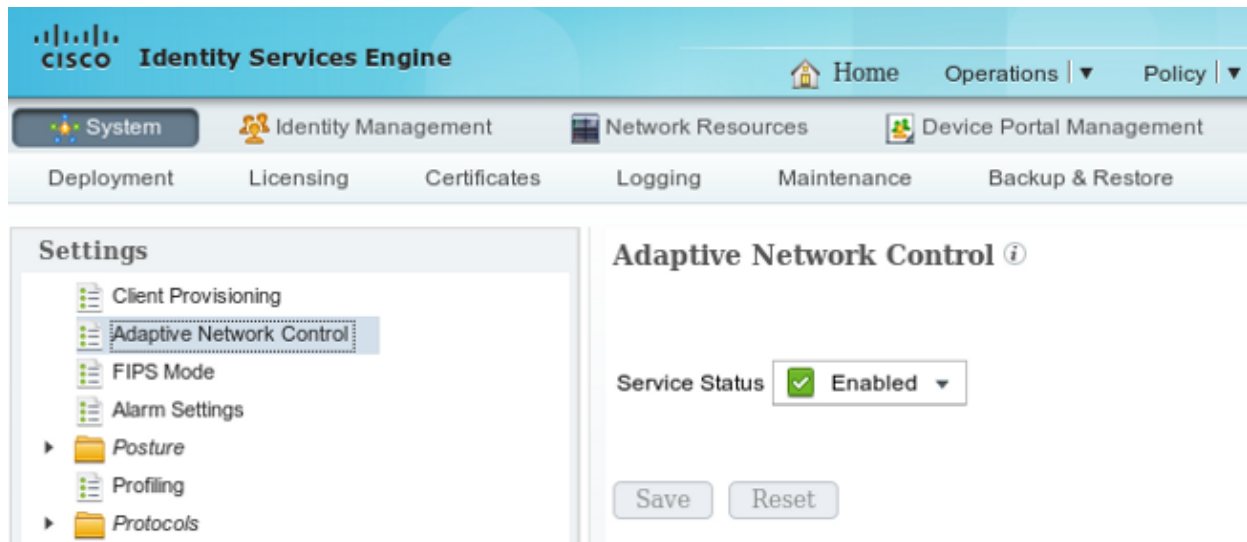 CISCO Identity Services Engine
Home Operations Policy
System Identity Management Network Resources Device Portal Management
Deployment Licensing Certificates Logging Maintenance Backup & Restore
Settings
Client Provisioning
Adaptive Network Control
FIPS Mode
Alarm Settings
Posture
Profiling
Protocols
Adaptive Network Control i
Service Status Enabled
Save Reset